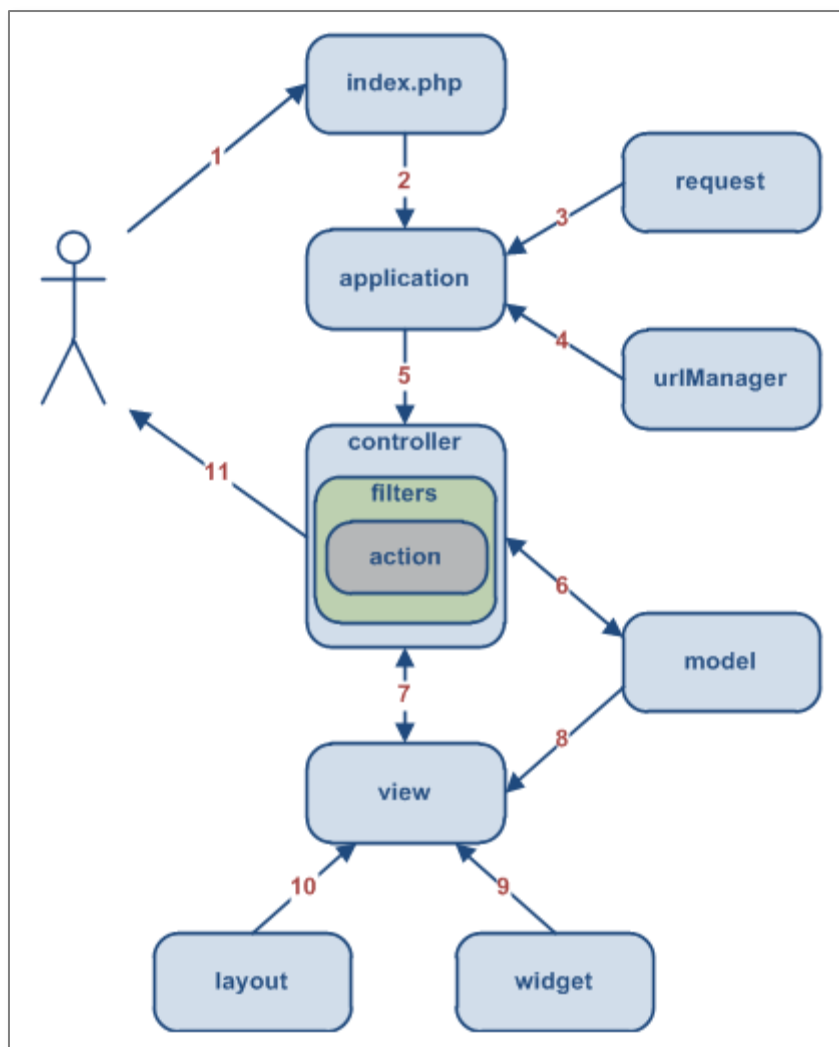 index.php
1
2
request
3
application
4
urlManager
5
controller
filters
action
11
6
model
7
8
view
10
9
layout
widget